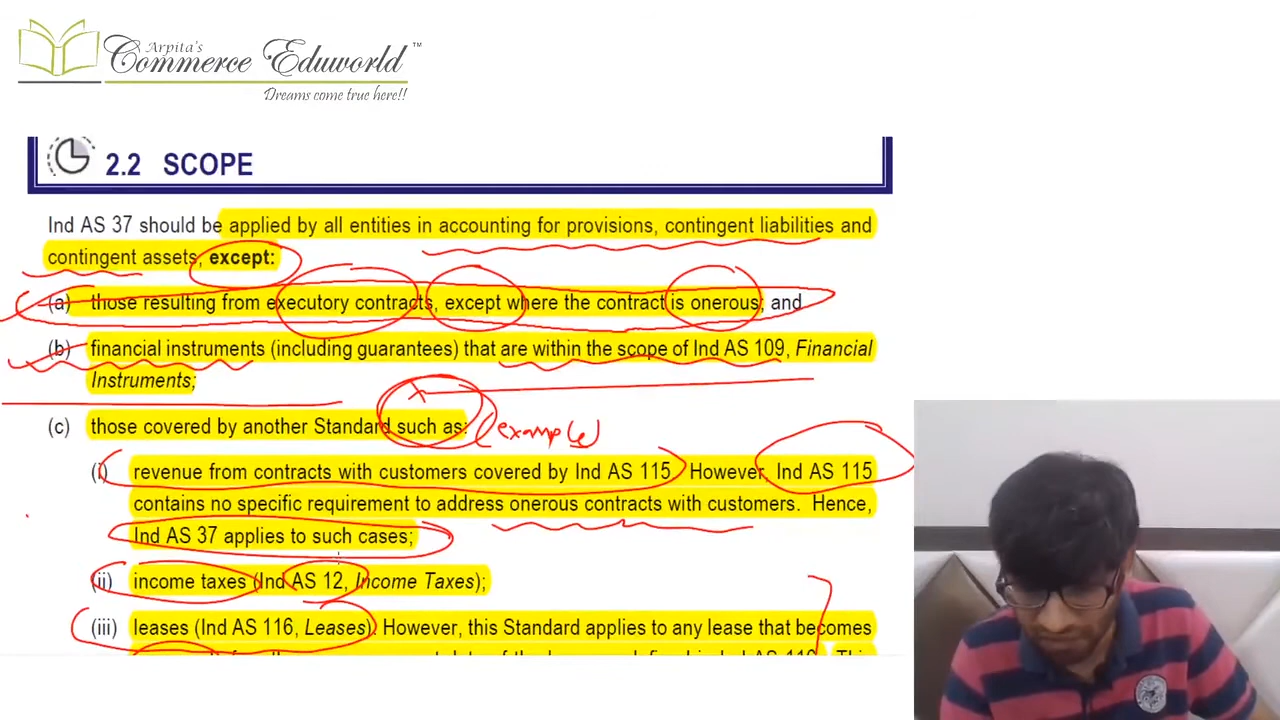 Arpita's
Commerce Eduworld™
Dreams come true here!!
2.2 SCOPE
Ind AS 37 should be applied by all entities in accounting for provisions, contingent liabilities and
contingent assets, except:
(a) those resulting from executory contracts, except where the contract is onerous; and
(b) financial instruments (including guarantees) that are within the scope of Ind AS 109, Financial
Instruments;
(c) those covered by another Standard such as:
(example)
(i) revenue from contracts with customers covered by Ind AS 115 However, Ind AS 115
contains no specific requirement to address onerous contracts with customers. Hence,
Ind AS 37 applies to such cases;
(ii) income taxes (Ind AS 12, Income Taxes);
(iii) leases (Ind AS 116, Leases). However, this Standard applies to any lease that becomes